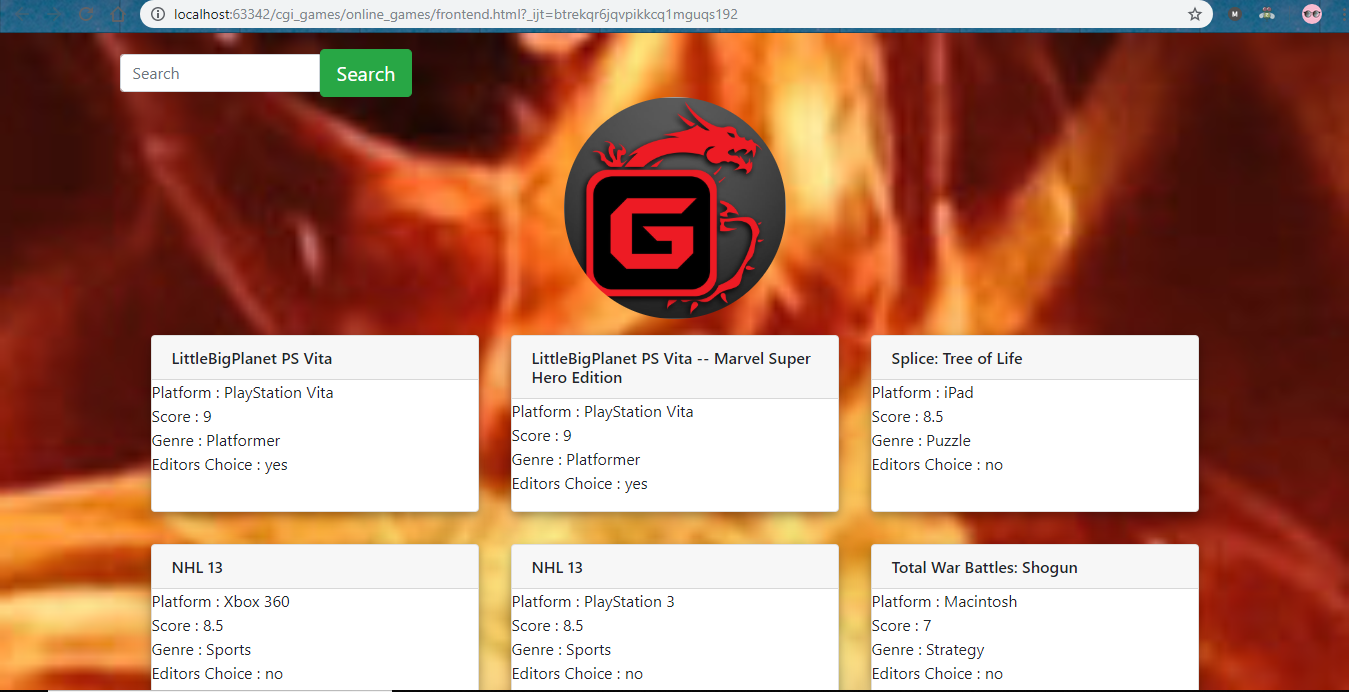 localhost:63342/cgi_games/online_games/frontend.html?_ijt=btrekqr6jqvpikkcq1mguqs192
M
Search Search
G
LittleBigPlanet PS Vita
Platform : PlayStation Vita
Score : 9
Genre : Platformer
Editors Choice : yes
LittleBigPlanet PS Vita -- Marvel Super
Hero Edition
Platform : PlayStation Vita
Score : 9
Genre : Platformer
Editors Choice : yes
Splice: Tree of Life
Platform : iPad
Score : 8.5
Genre : Puzzle
Editors Choice : no
NHL 13
Platform : Xbox 360
Score : 8.5
Genre : Sports
Editors Choice : no
NHL 13
Platform : PlayStation 3
Score : 8.5
Genre : Sports
Editors Choice : no
Total War Battles: Shogun
Platform : Macintosh
Score : 7
Genre : Strategy
Editors Choice : no